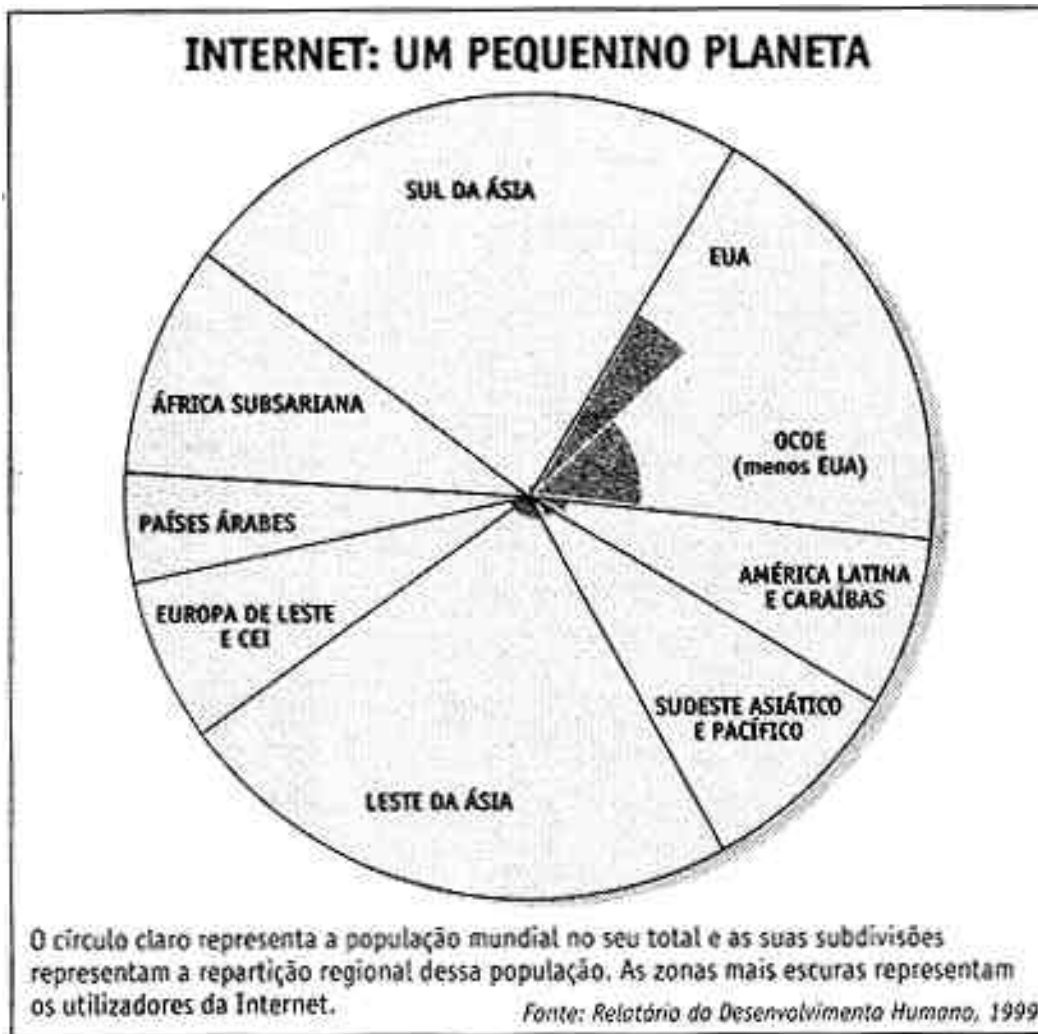 INTERNET: UM PEQUENINO PLANETA
SUL DA ÁSIA
EUA
ÁFRICA SUBSARIANA
OCDE
(menos EUA)
PAÍSES ÁRABES
AMÉRICA LATINA
E CARAÍBAS
EUROPA DE LESTE
E CEI
SUDESTE ASIÁTICO
E PACÍFICO
LESTE DA ÁSIA
O círculo claro representa a população mundial no seu total e as suas subdivisões
representam a repartição regional dessa população. As zonas mais escuras representam
os utilizadores da Internet.
Fonte: Relatório do Desenvolvimento Humano, 1999